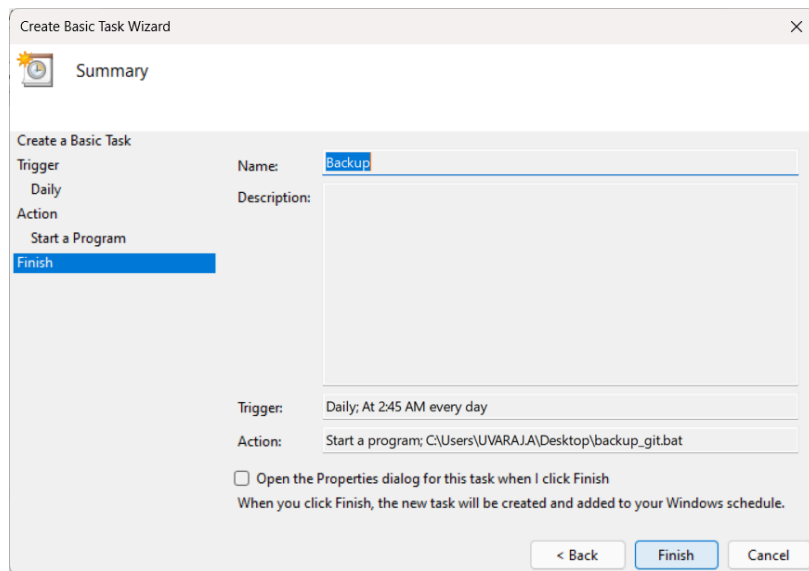 Create Basic Task Wizard
Summary
Create a Basic Task
Trigger
Daily
Action
Start a Program
Finish
Name:
Backup
Description:
Trigger:
Daily; At 2:45 AM every day
Action:
Start a program; C:\Users\UVARAJ.A\Desktop\backup_git.bat
Open the Properties dialog for this task when I click Finish
When you click Finish, the new task will be created and added to your Windows schedule.
< Back
Finish
Cancel